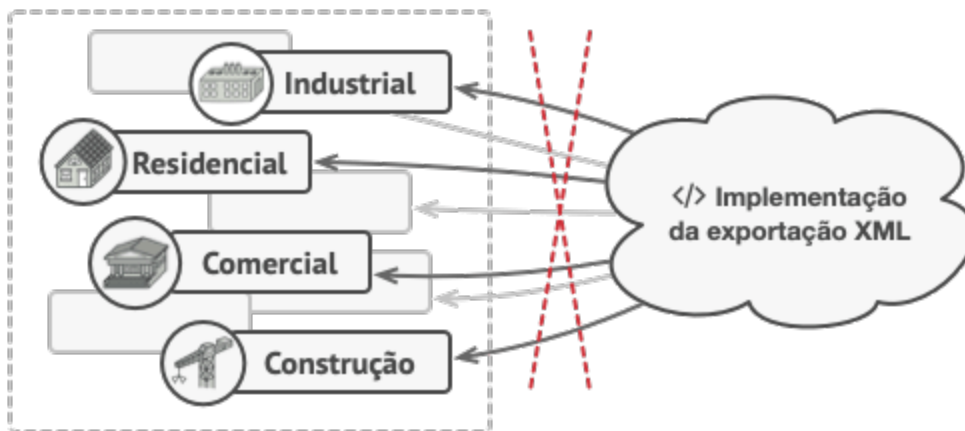 Industrial
Residencial
Comercial
Construção
</> Implementação
da exportação XML